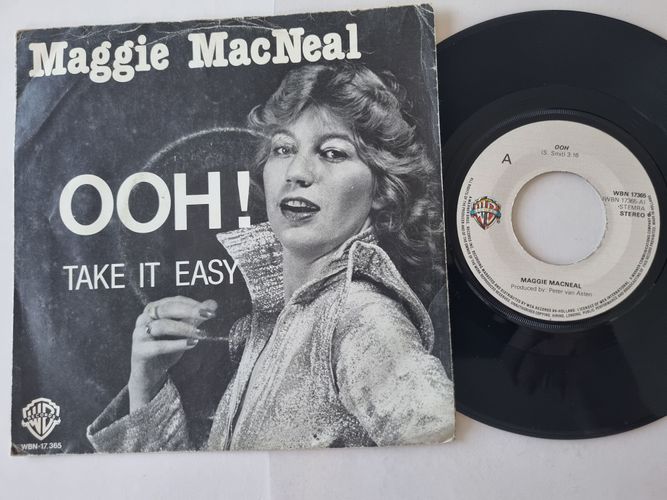 Maggie MacNeal
OOH!
TAKE IT EASY
WBN-17.365
A
OOH
(S. Smit) 3:16
WBN 17365
(WBN 17365-A)
·STEMRA·
STEREO
MAGGIE MACNEAL
Produced by: Peter van Asten